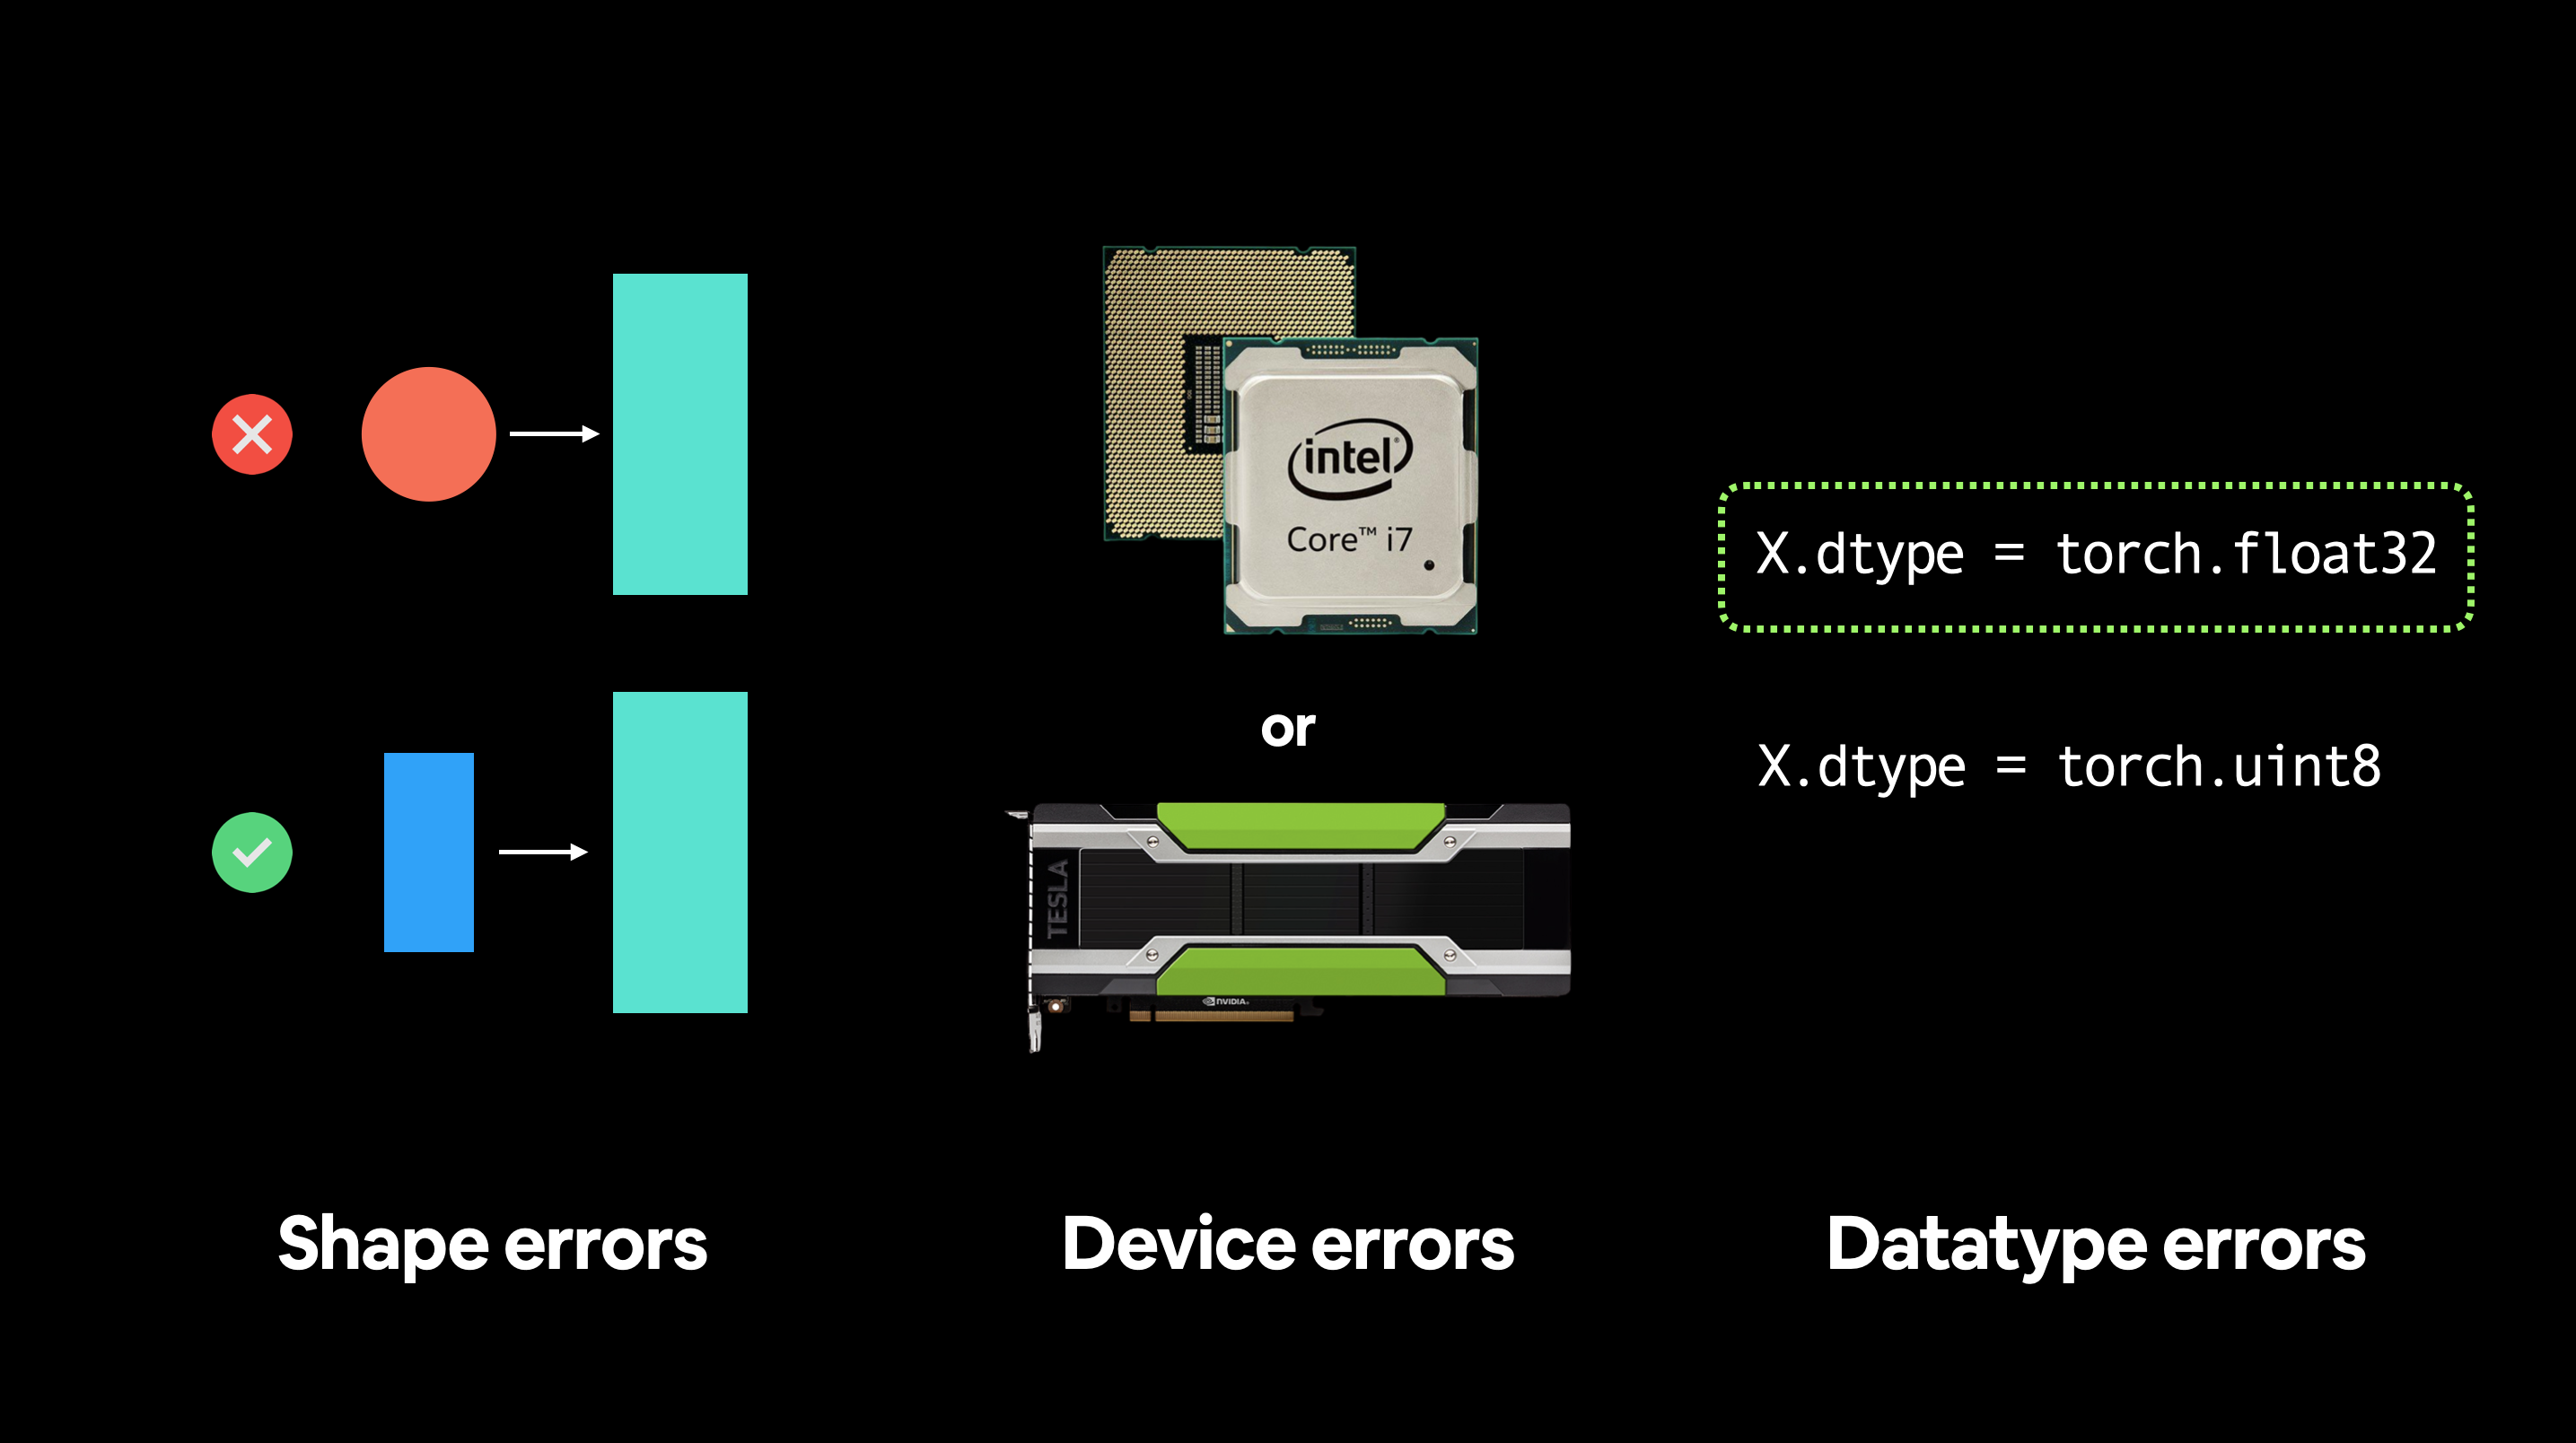 intel
Core™ i7
or
TESLA
NVIDIA
X.dtype = torch.float32
X.dtype = torch.uint8
Shape errors
Device errors
Datatype errors